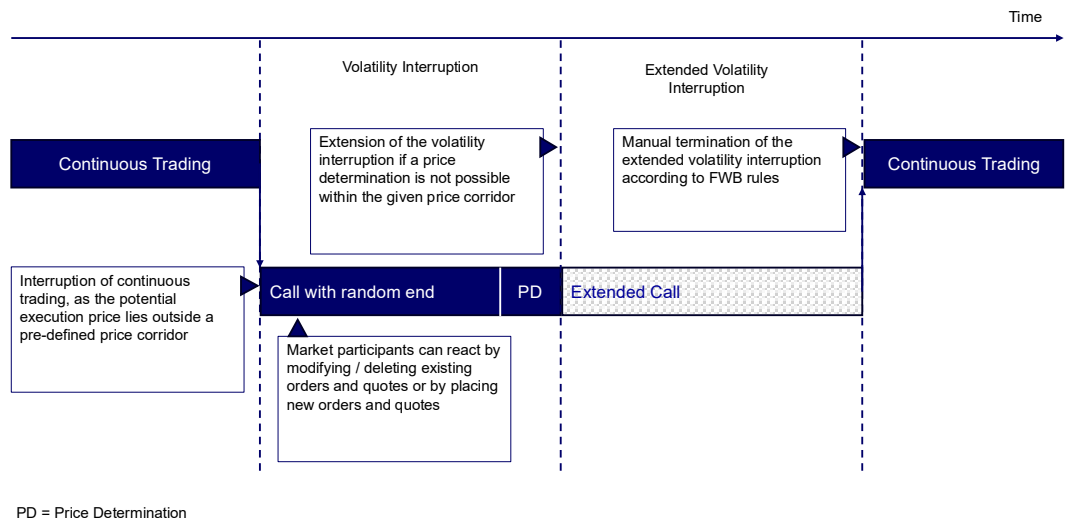 Time
Volatility Interruption
Extended Volatility
Interruption
Continuous Trading
Extension of the volatility
interruption if a price
determination is not possible
within the given price corridor
Manual termination of the
extended volatility interruption
according to FWB rules
Continuous Trading
Interruption of continuous
trading, as the potential
execution price lies outside a
pre-defined price corridor
Call with random end
PD
Extended Call
Market participants can react by
modifying / deleting existing
orders and quotes or by placing
new orders and quotes
PD = Price Determination